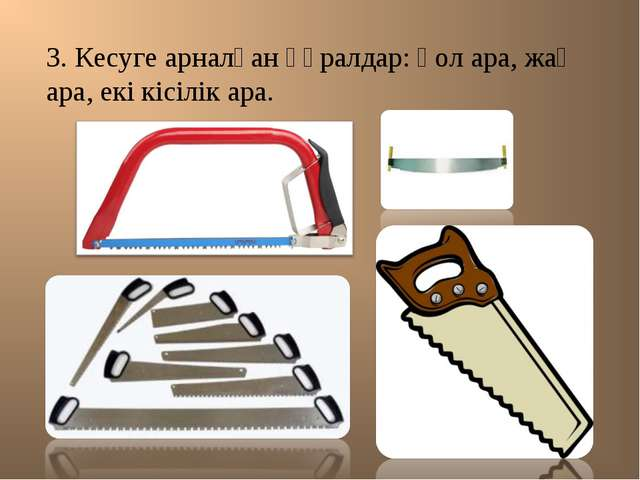 3. Кесуге арналған құралдар: қол ара, жақ
ара, екі кісілік ара.